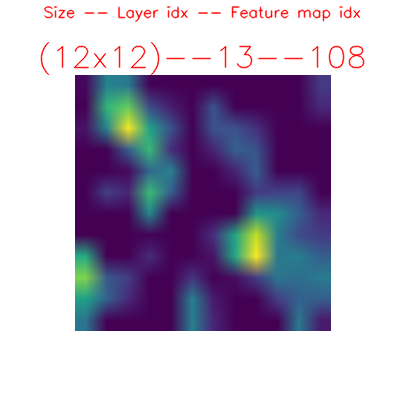 Size -- Layer idx -- Feature map idx
(12x12)--13--108